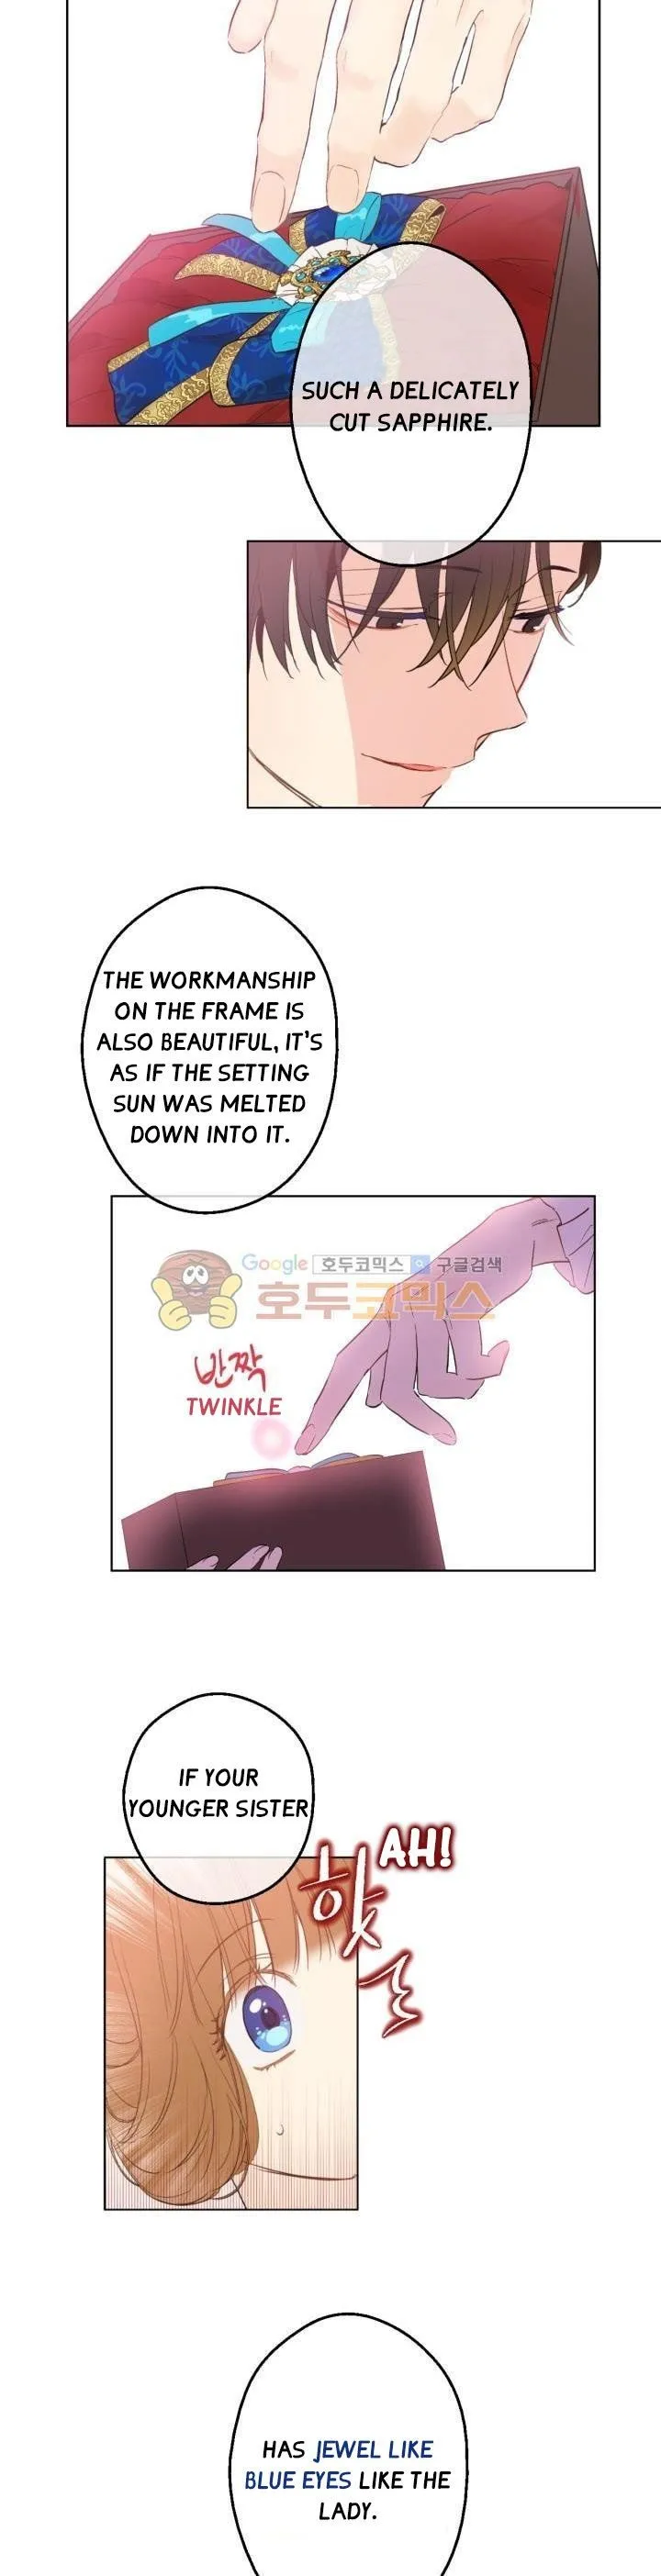 SUCH A DELICATELY
CUT SAPPHIRE.
THE WORKMANSHIP
ON THE FRAME IS
ALSO BEAUTIFUL, IT'S
AS IF THE SETTING
SUN WAS MELTED
DOWN INTO IT.
Google 호두코믹스 구글검색
호두코믹스
반짝
TWINKLE
IF YOUR
YOUNGER SISTER
AH!
핫
HAS JEWEL LIKE
BLUE EYES LIKE THE
LADY.